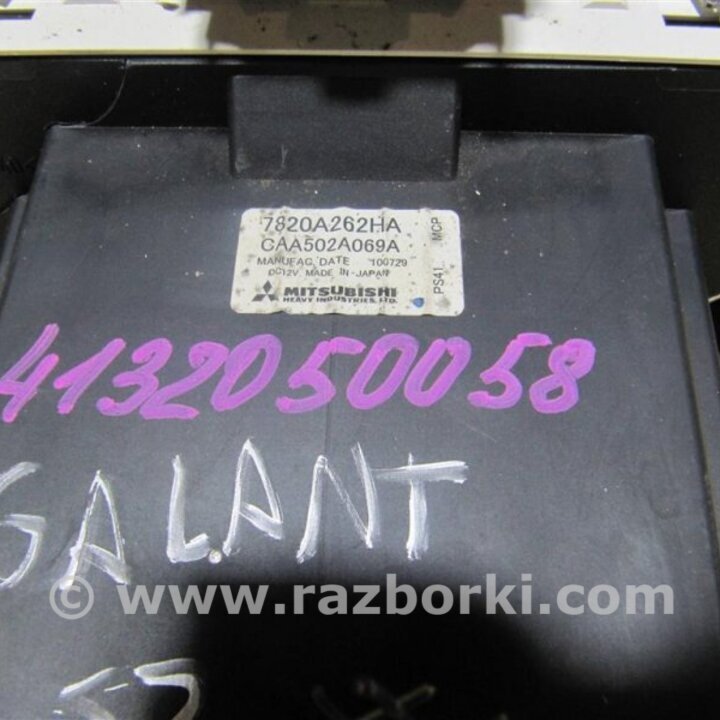 7820A262HA
CAA502A069A
MANUFAC. DATE 100729
DC12V MADE IN JAPAN
MITSUBISHI
HEAVY INDUSTRIES, LTD.
PS41 MCP
4132050058
GALANT
© www.razborki.com